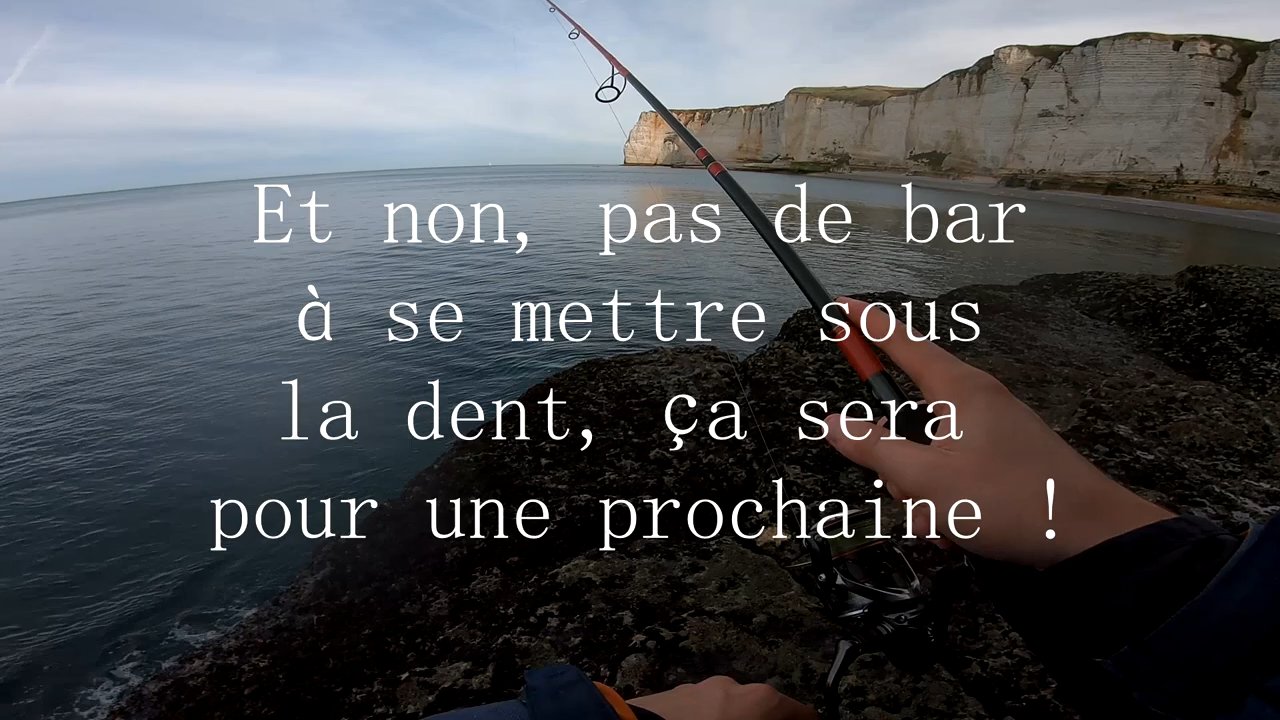 Et non, pas de bar
à se mettre sous
la dent, ça sera
pour une prochaine !